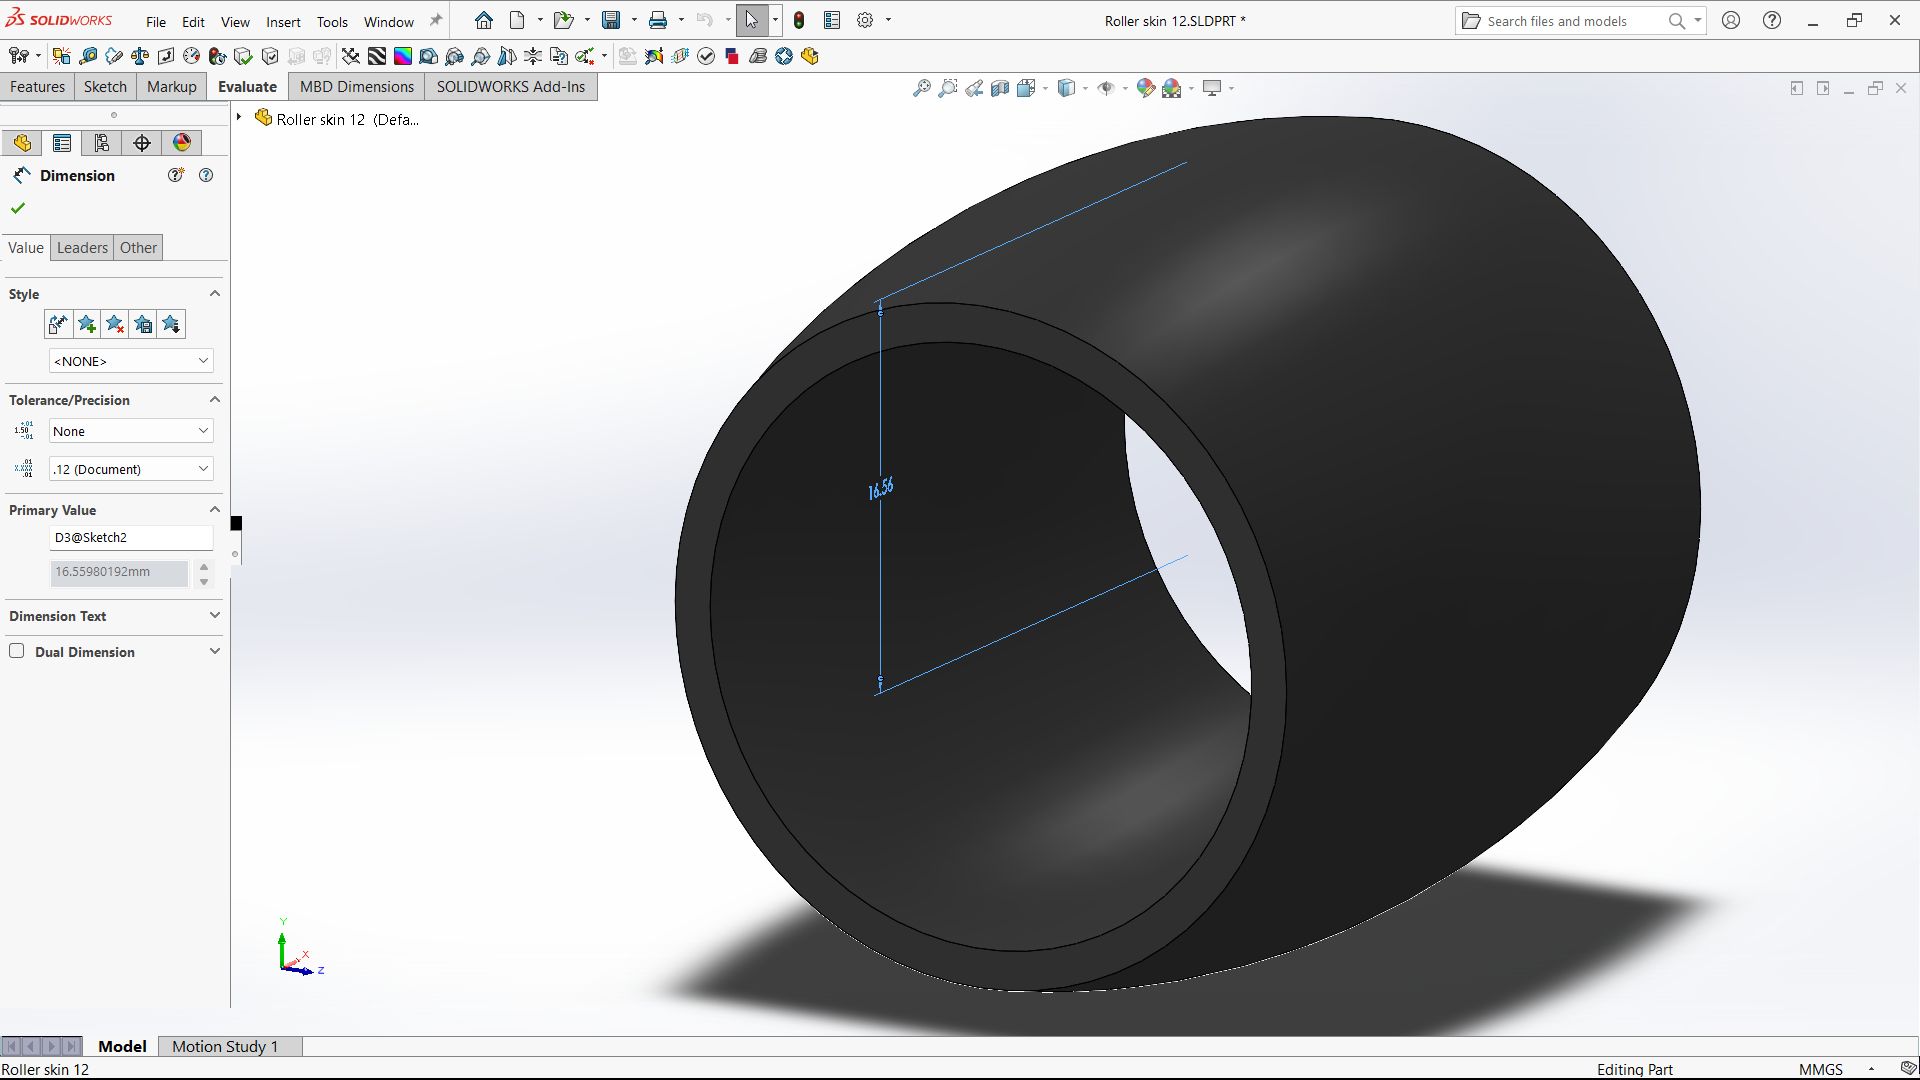 SOLIDWORKS File Edit View Insert Tools Window Roller skin 12.SLDPRT * Search files and models
Features Sketch Markup Evaluate MBD Dimensions SOLIDWORKS Add-Ins
Roller skin 12 (Defa...
Dimension
Value Leaders Other
Style
<NONE>
Tolerance/Precision
None
.12 (Document)
Primary Value
D3@Sketch2
16.55980192mm
Dimension Text
Dual Dimension
16.56
Y
X
Z
Model Motion Study 1
Roller skin 12 Editing Part MMGS